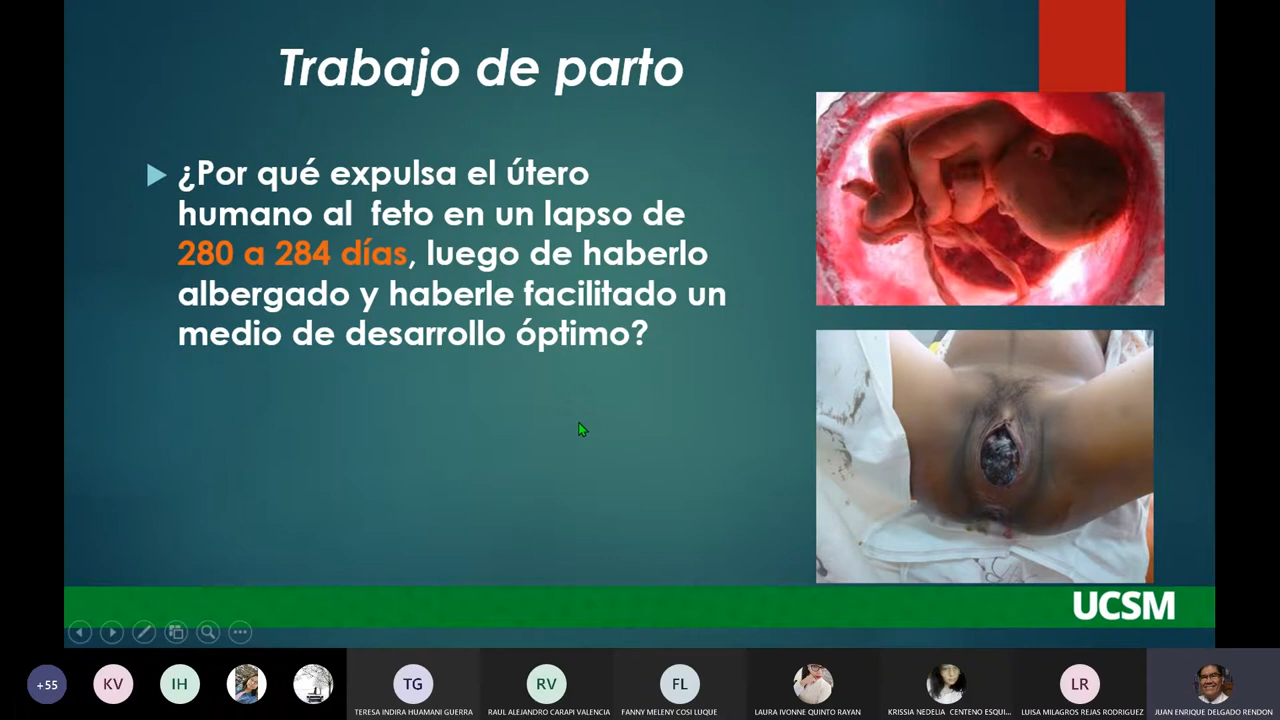 Trabajo de parto
¿Por qué expulsa el útero
humano al feto en un lapso de
280 a 284 días, luego de haberlo
albergado y haberle facilitado un
medio de desarrollo óptimo?
UCSM
+55
KV
IH
TG
RV
FL
LR
TERESA INDIRA HUAMANI GUERRA
RAUL ALEJANDRO CARAPI VALENCIA
FANNY MELENY COSI LUQUE
LAURA IVONNE QUINTO RAYAN
KRISSIA NEDELIA CENTENO ESQUI...
LUISA MILAGROS REJAS RODRIGUEZ
JUAN ENRIQUE DELGADO RENDON